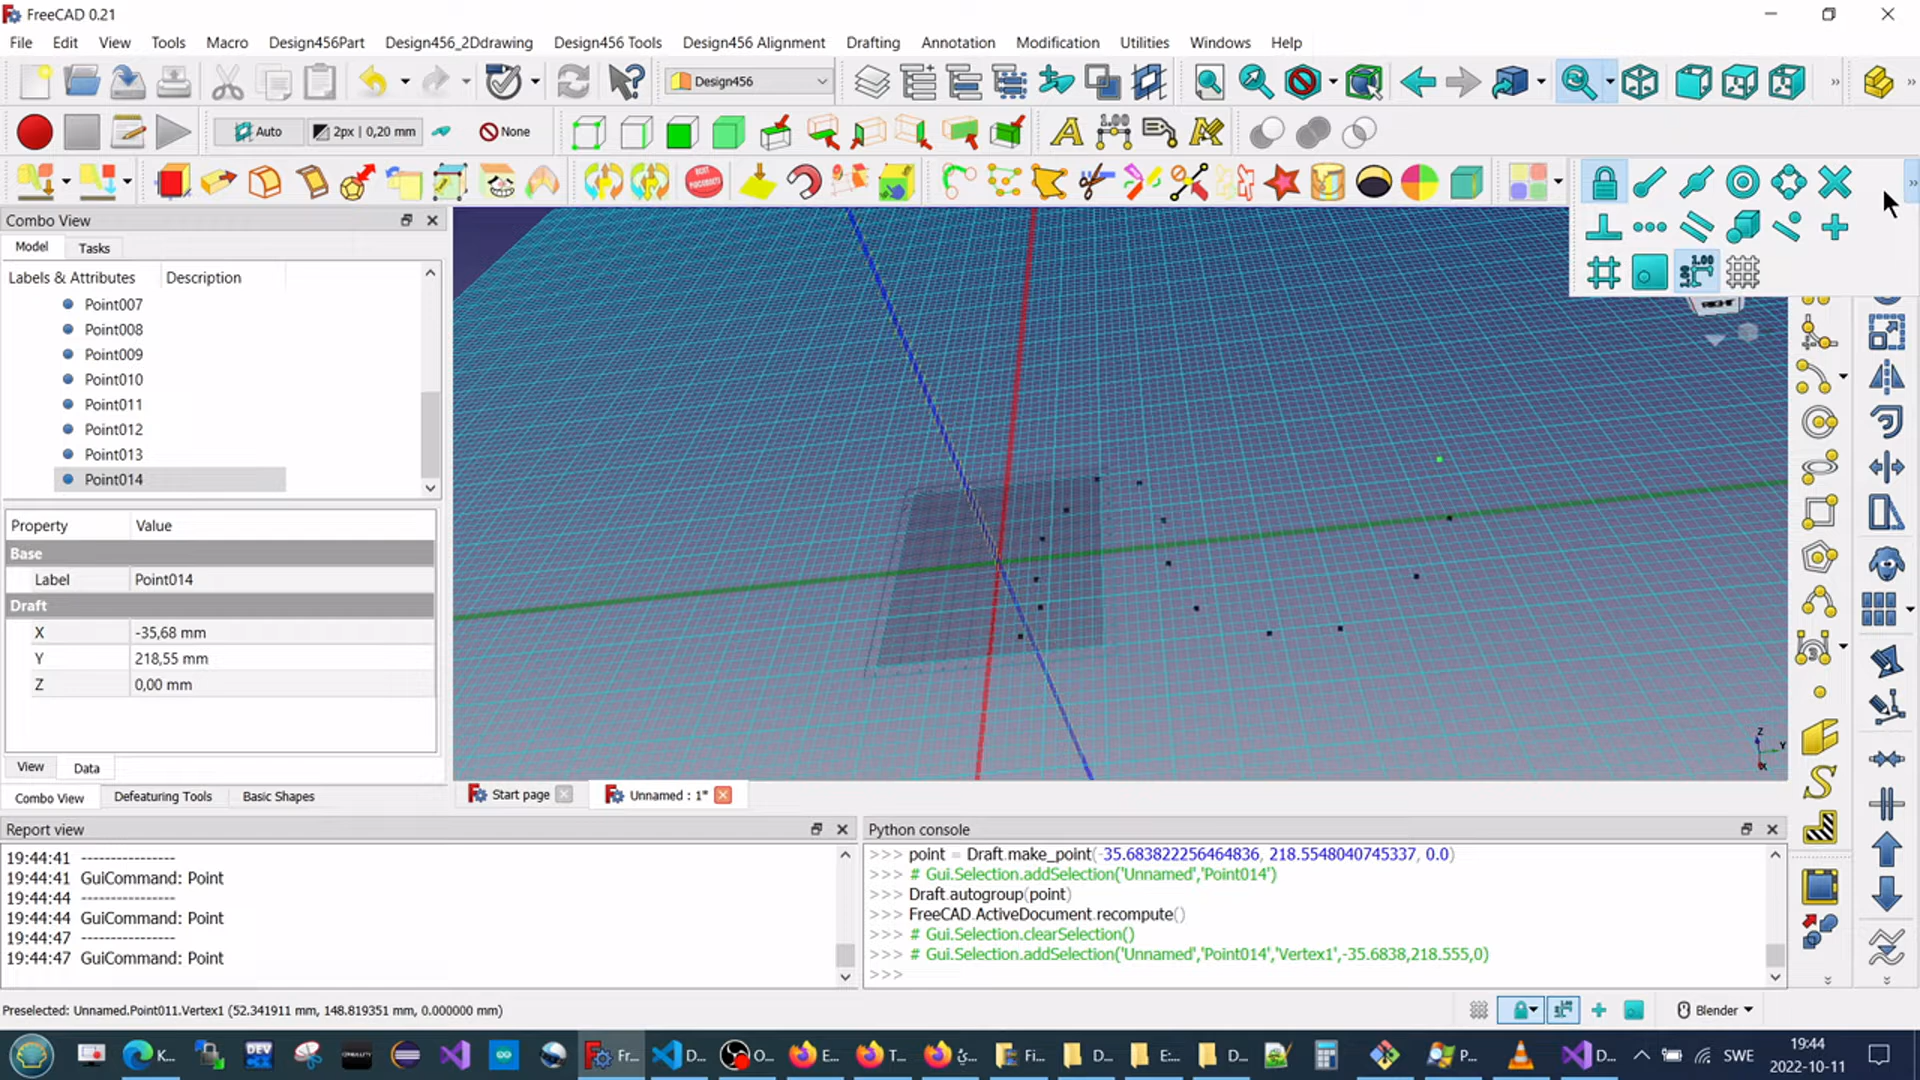 FreeCAD 0.21
File Edit View Tools Macro Design456Part Design456_2Ddrawing Design456 Tools Design456 Alignment Drafting Annotation Modification Utilities Windows Help
Design456
Auto 2px | 0,20 mm None 1.00
Combo View
Model Tasks
Labels & Attributes Description
Point007
Point008
Point009
Point010
Point011
Point012
Point013
Point014
Property Value
Base
Label Point014
Draft
X -35,68 mm
Y 218,55 mm
Z 0,00 mm
View Data
Combo View Defeaturing Tools Basic Shapes
Start page Unnamed : 1*
Z
Y
X
Report view
19:44:41 ----------------
19:44:41 GuiCommand: Point
19:44:44 ----------------
19:44:44 GuiCommand: Point
19:44:47 ----------------
19:44:47 GuiCommand: Point
Python console
>>> point = Draft.make_point(-35.683822256464836, 218.5548040745337, 0.0)
>>> # Gui.Selection.addSelection('Unnamed','Point014')
>>> Draft.autogroup(point)
>>> FreeCAD.ActiveDocument.recompute()
>>> # Gui.Selection.clearSelection()
>>> # Gui.Selection.addSelection('Unnamed','Point014','Vertex1',-35.6838,218.555,0)
>>>
Preselected: Unnamed.Point011.Vertex1 (52.341911 mm, 148.819351 mm, 0.000000 mm)
Blender
K... DEV Fr... D... O... E... T... Fi... D... E:... D... P... D... SWE
19:44
2022-10-11